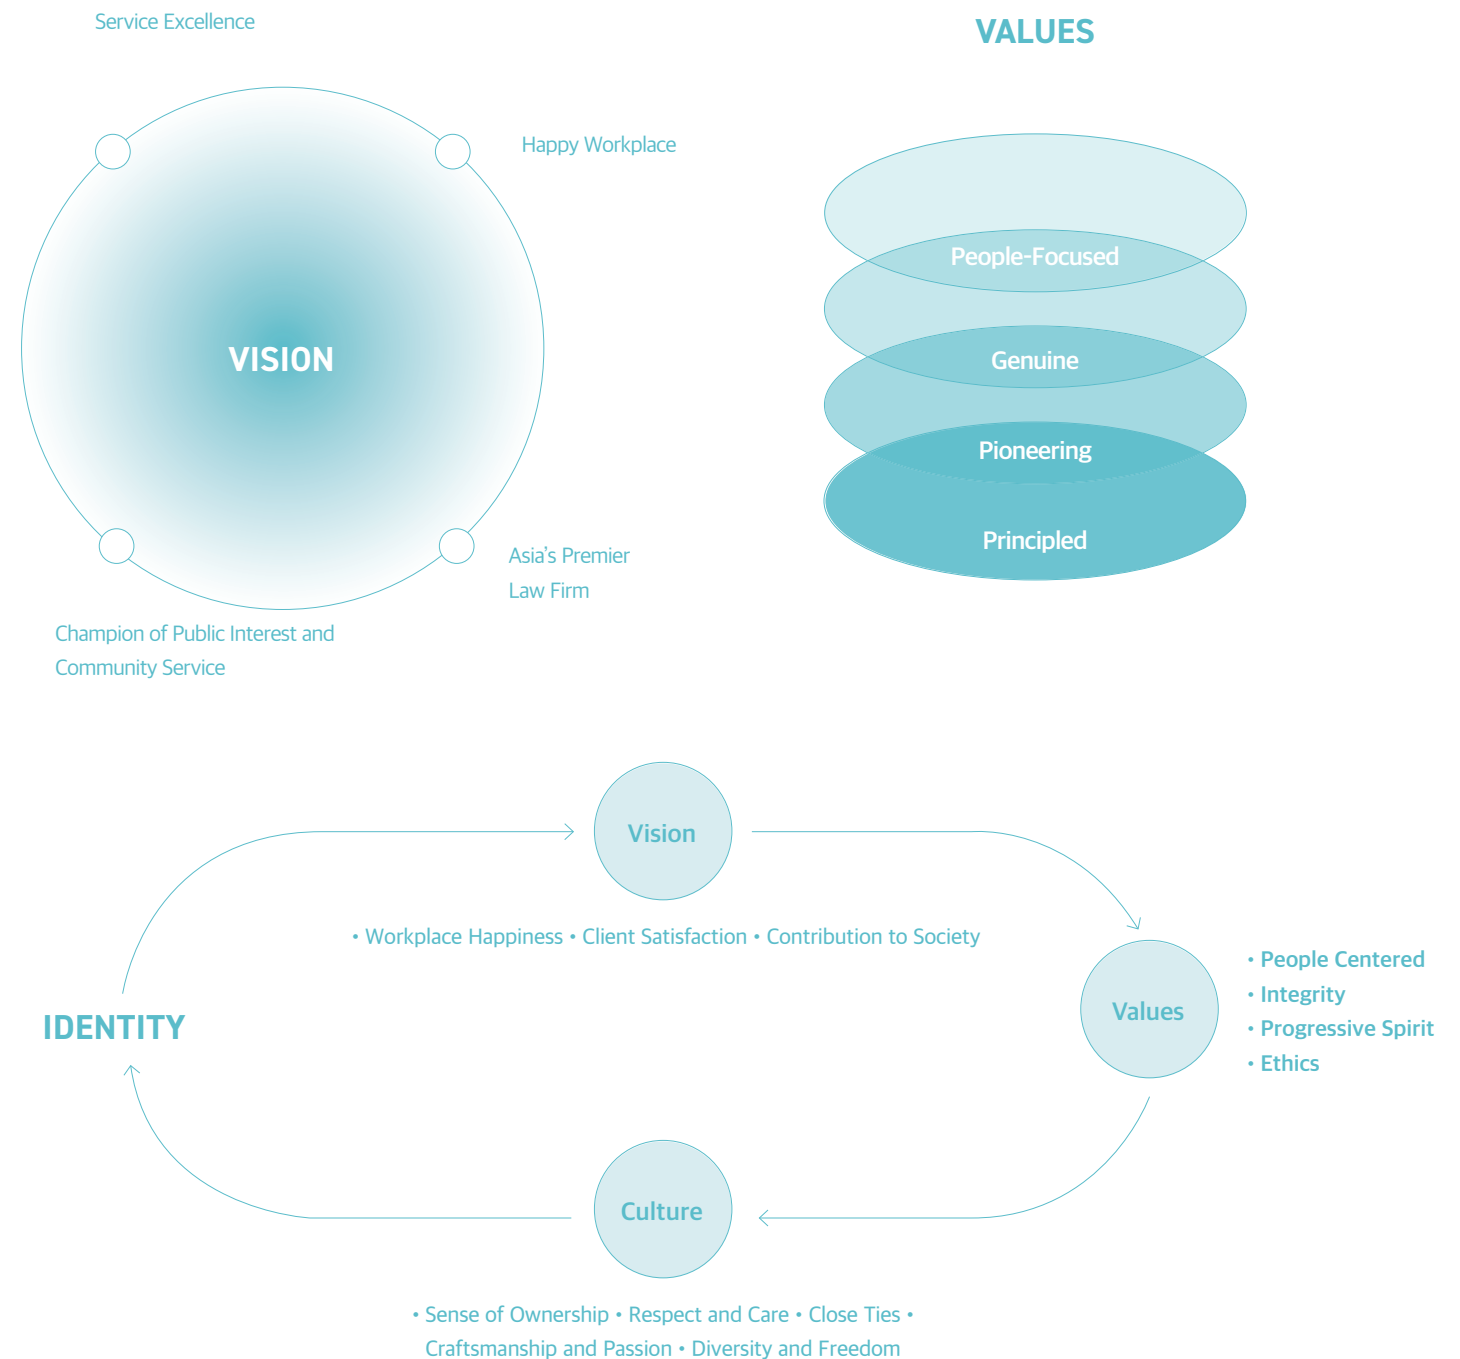 Service Excellence
Happy Workplace
VISION
Asia's Premier
Law Firm
Champion of Public Interest and
Community Service
VALUES
People-Focused
Genuine
Pioneering
Principled
Vision
• Workplace Happiness • Client Satisfaction • Contribution to Society
Values
• People Centered
• Integrity
• Progressive Spirit
• Ethics
IDENTITY
Culture
• Sense of Ownership • Respect and Care • Close Ties •
Craftsmanship and Passion • Diversity and Freedom